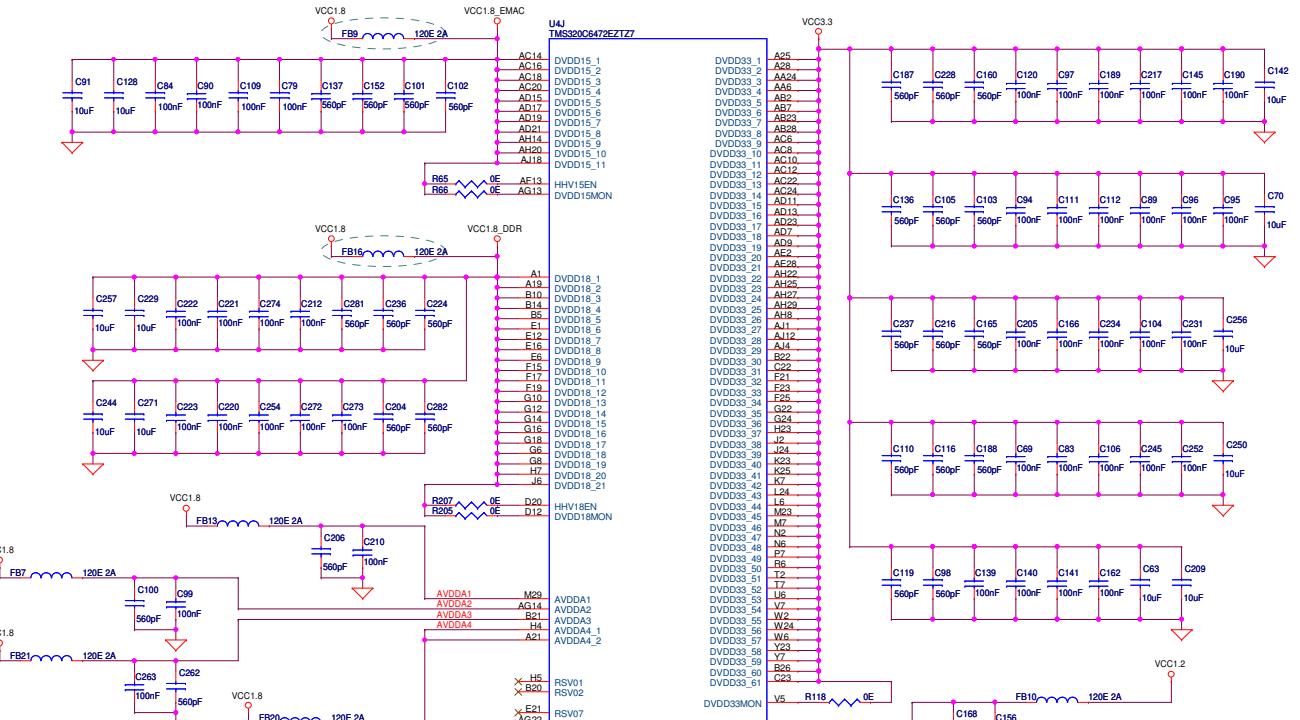 VCC1.8
VCC1.8_EMAC
FB9 120E 2A
U4J
TMS320C6472EZTZ7
VCC3.3
C91 10uF
C128 10uF
C84 100nF
C90 100nF
C109 100nF
C79 100nF
C137 560pF
C152 560pF
C101 560pF
C102 560pF
AC14 DVDD15_1
AC16 DVDD15_2
AC18 DVDD15_3
AC20 DVDD15_4
AD15 DVDD15_5
AD17 DVDD15_6
AD19 DVDD15_7
AD21 DVDD15_8
AH14 DVDD15_9
AH20 DVDD15_10
AJ18 DVDD15_11
R65 0E AF13 HHV15EN
R66 0E AG13 DVDD15MON
VCC1.8
VCC1.8_DDR
FB16 120E 2A
C257 10uF
C229 10uF
C222 100nF
C221 100nF
C274 100nF
C212 100nF
C281 560pF
C236 560pF
C224 560pF
C244 10uF
C271 10uF
C223 100nF
C220 100nF
C254 100nF
C272 100nF
C273 100nF
C204 560pF
C282 560pF
A1 DVDD18_1
A19 DVDD18_2
B10 DVDD18_3
B14 DVDD18_4
B5 DVDD18_5
E1 DVDD18_6
E12 DVDD18_7
E16 DVDD18_8
E6 DVDD18_9
F15 DVDD18_10
F17 DVDD18_11
F19 DVDD18_12
G10 DVDD18_13
G12 DVDD18_14
G14 DVDD18_15
G16 DVDD18_16
G18 DVDD18_17
G6 DVDD18_18
G8 DVDD18_19
H7 DVDD18_20
J6 DVDD18_21
R207 0E D20 HHV18EN
R205 0E D12 DVDD18MON
VCC1.8
FB13 120E 2A
C206 560pF
C210 100nF
C1.8
FB7 120E 2A
C100 560pF
C99 100nF
AVDDA1 M29 AVDDA1
AVDDA2 AG14 AVDDA2
AVDDA3 B21 AVDDA3
AVDDA4 H4 AVDDA4_1
A21 AVDDA4_2
C1.8
FB21 120E 2A
C263 100nF
C262 560pF
VCC1.8
FB20 120E 2A
H5 RSV01
B20 RSV02
E21 RSV07
AG22
DVDD33_1 A25
DVDD33_2 A28
DVDD33_3 AA24
DVDD33_4 AA6
DVDD33_5 AB2
DVDD33_6 AB7
DVDD33_7 AB23
DVDD33_8 AB28
DVDD33_9 AC6
DVDD33_10 AC8
DVDD33_11 AC10
DVDD33_12 AC12
DVDD33_13 AC22
DVDD33_14 AC24
DVDD33_15 AD11
DVDD33_16 AD13
DVDD33_17 AD23
DVDD33_18 AD7
DVDD33_19 AD9
DVDD33_20 AE2
DVDD33_21 AE28
DVDD33_22 AH22
DVDD33_23 AH25
DVDD33_24 AH27
DVDD33_25 AH29
DVDD33_26 AH8
DVDD33_27 AJ1
DVDD33_28 AJ12
DVDD33_29 AJ4
DVDD33_30 B22
DVDD33_31 C22
DVDD33_32 F21
DVDD33_33 F23
DVDD33_34 F25
DVDD33_35 G22
DVDD33_36 G24
DVDD33_37 H23
DVDD33_38 J2
DVDD33_39 J24
DVDD33_40 K23
DVDD33_41 K25
DVDD33_42 K7
DVDD33_43 L24
DVDD33_44 L6
DVDD33_45 M23
DVDD33_46 M7
DVDD33_47 N2
DVDD33_48 N6
DVDD33_49 P7
DVDD33_50 R6
DVDD33_51 T2
DVDD33_52 T7
DVDD33_53 U6
DVDD33_54 V7
DVDD33_55 W2
DVDD33_56 W24
DVDD33_57 W6
DVDD33_58 Y23
DVDD33_59 Y7
DVDD33_60 B26
DVDD33_61 C23
DVDD33MON V5 R118 0E
C187 560pF
C228 560pF
C160 560pF
C120 100nF
C97 100nF
C189 100nF
C217 100nF
C145 100nF
C190 100nF
C142 10uF
C136 560pF
C105 560pF
C103 560pF
C94 100nF
C111 100nF
C112 100nF
C89 100nF
C96 100nF
C95 100nF
C70 10uF
C237 560pF
C216 560pF
C165 560pF
C205 100nF
C166 100nF
C234 100nF
C104 100nF
C231 100nF
C256 10uF
C110 560pF
C116 560pF
C188 560pF
C69 100nF
C83 100nF
C106 100nF
C245 100nF
C252 100nF
C250 10uF
C119 560pF
C98 560pF
C139 100nF
C140 100nF
C141 100nF
C162 100nF
C63 10uF
C209 10uF
VCC1.2
FB10 120E 2A
C168
C156